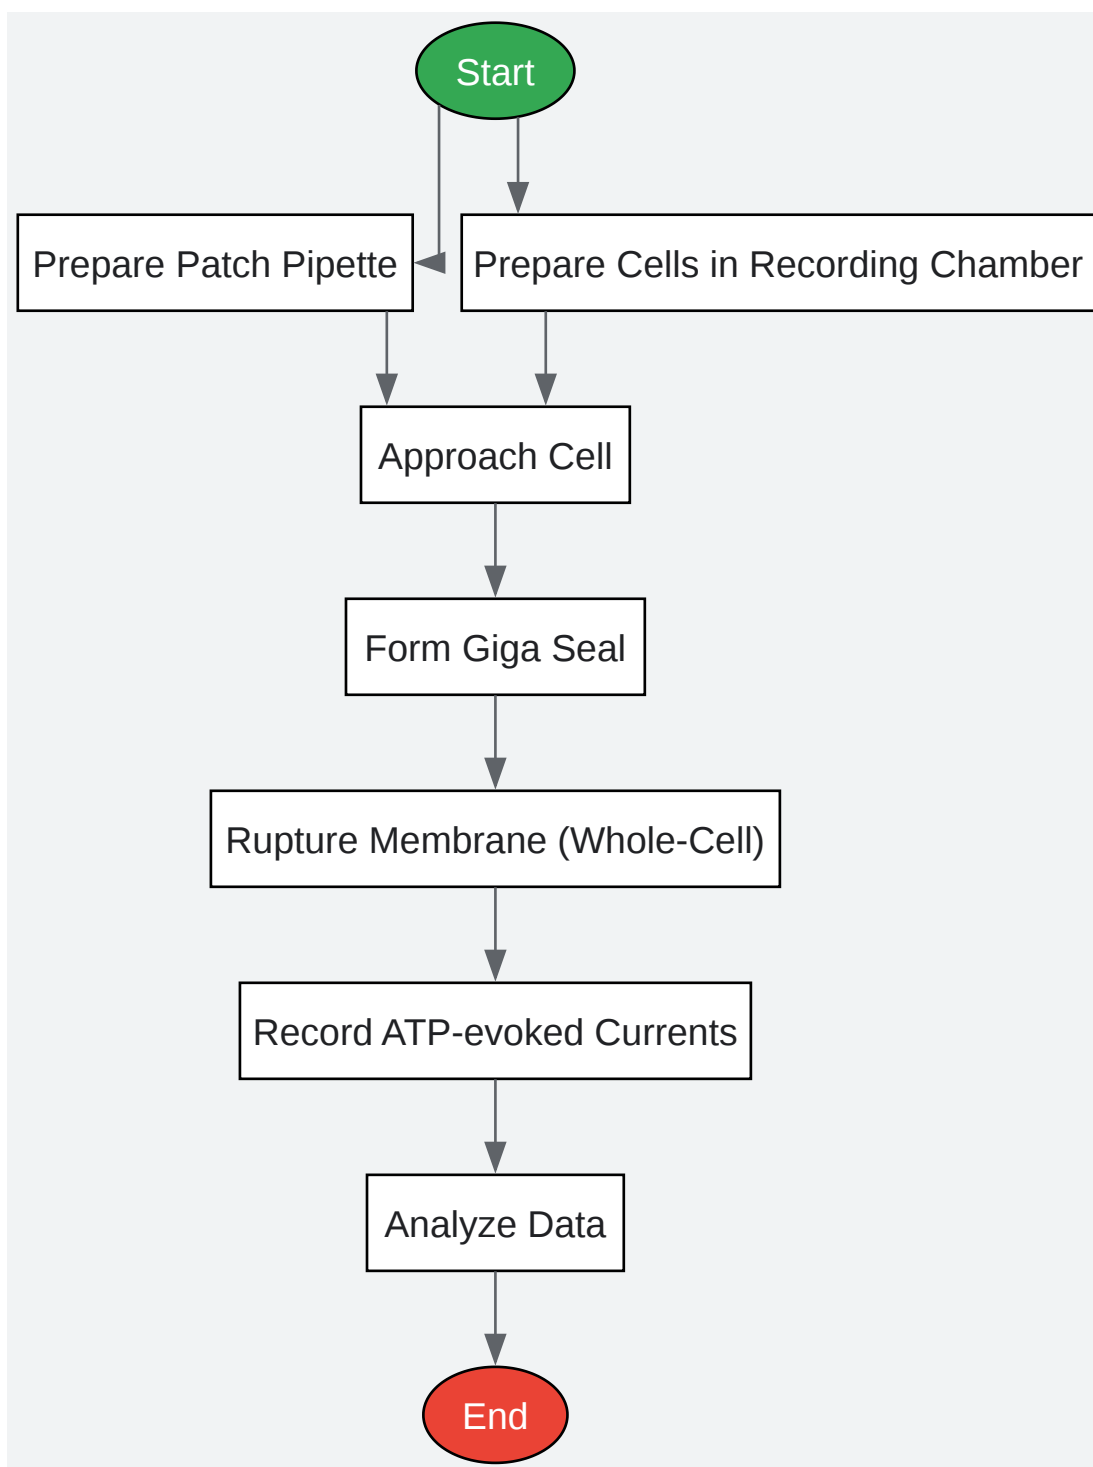 Start
Prepare Patch Pipette
Prepare Cells in Recording Chamber
Approach Cell
Form Giga Seal
Rupture Membrane (Whole-Cell)
Record ATP-evoked Currents
Analyze Data
End